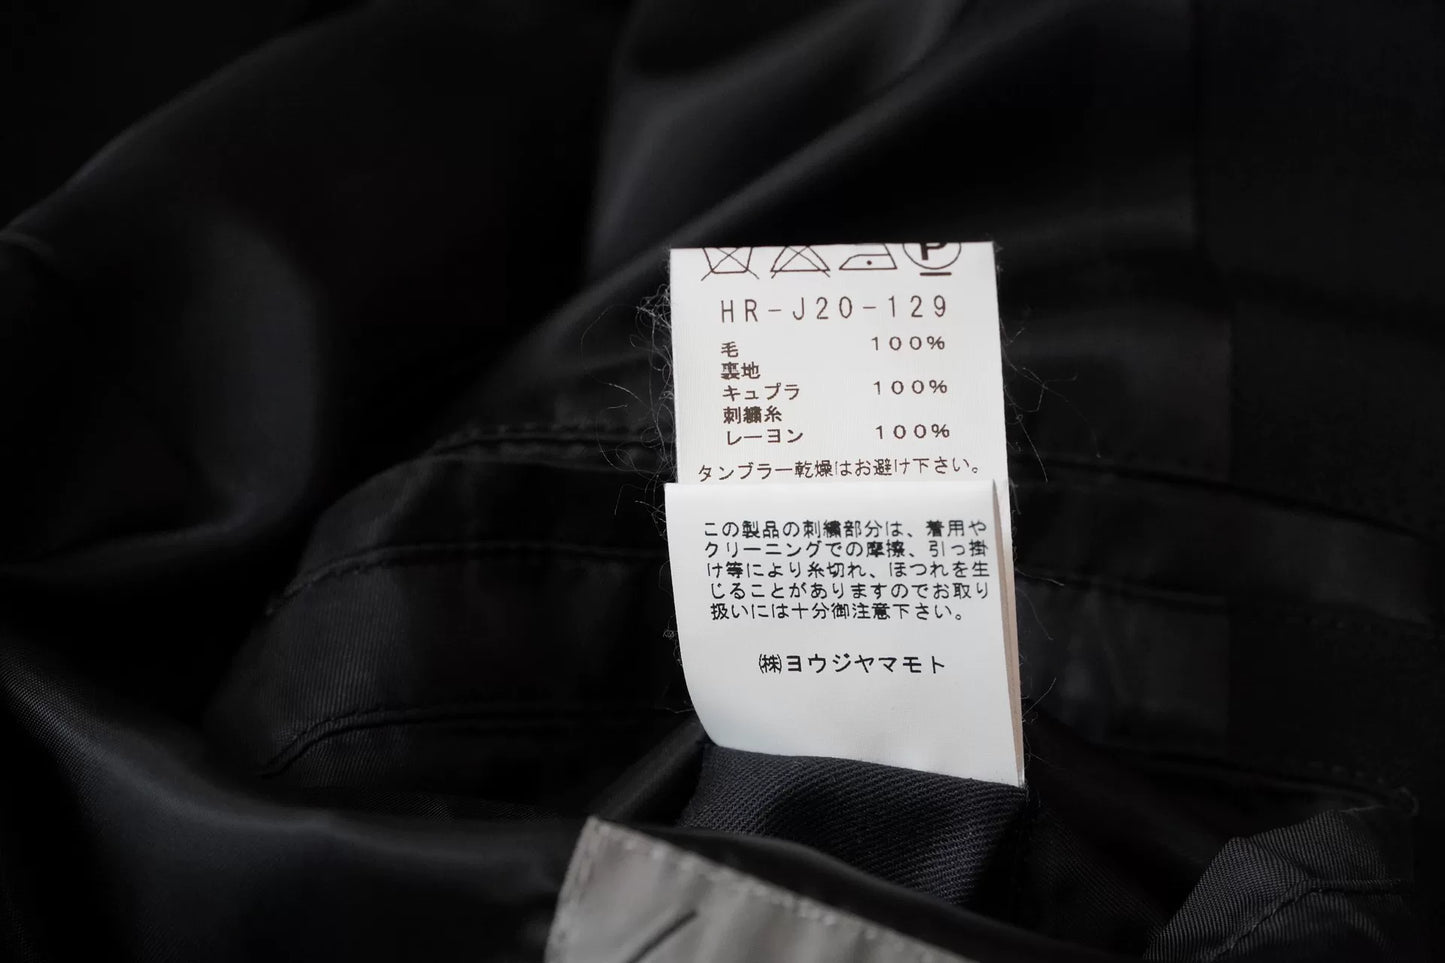 P
HR-J20-129
毛 100%
裏地
キュプラ 100%
刺繍糸
レーヨン 100%
タンブラー乾燥はお避け下さい。
この製品の刺繍部分は、着用や
クリーニングでの摩擦、引っ掛
け等により糸切れ、ほつれを生
じることがありますのでお取り
扱いには十分御注意下さい。
㈱ヨウジヤマモト